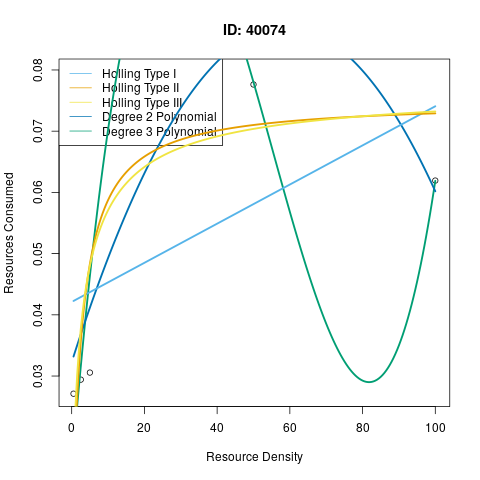 ID: 40074
Holling Type I
Holling Type II
Holling Type III
Degree 2 Polynomial
Degree 3 Polynomial
Resources Consumed
0.08
0.07
0.06
0.05
0.04
0.03
0 20 40 60 80 100
Resource Density